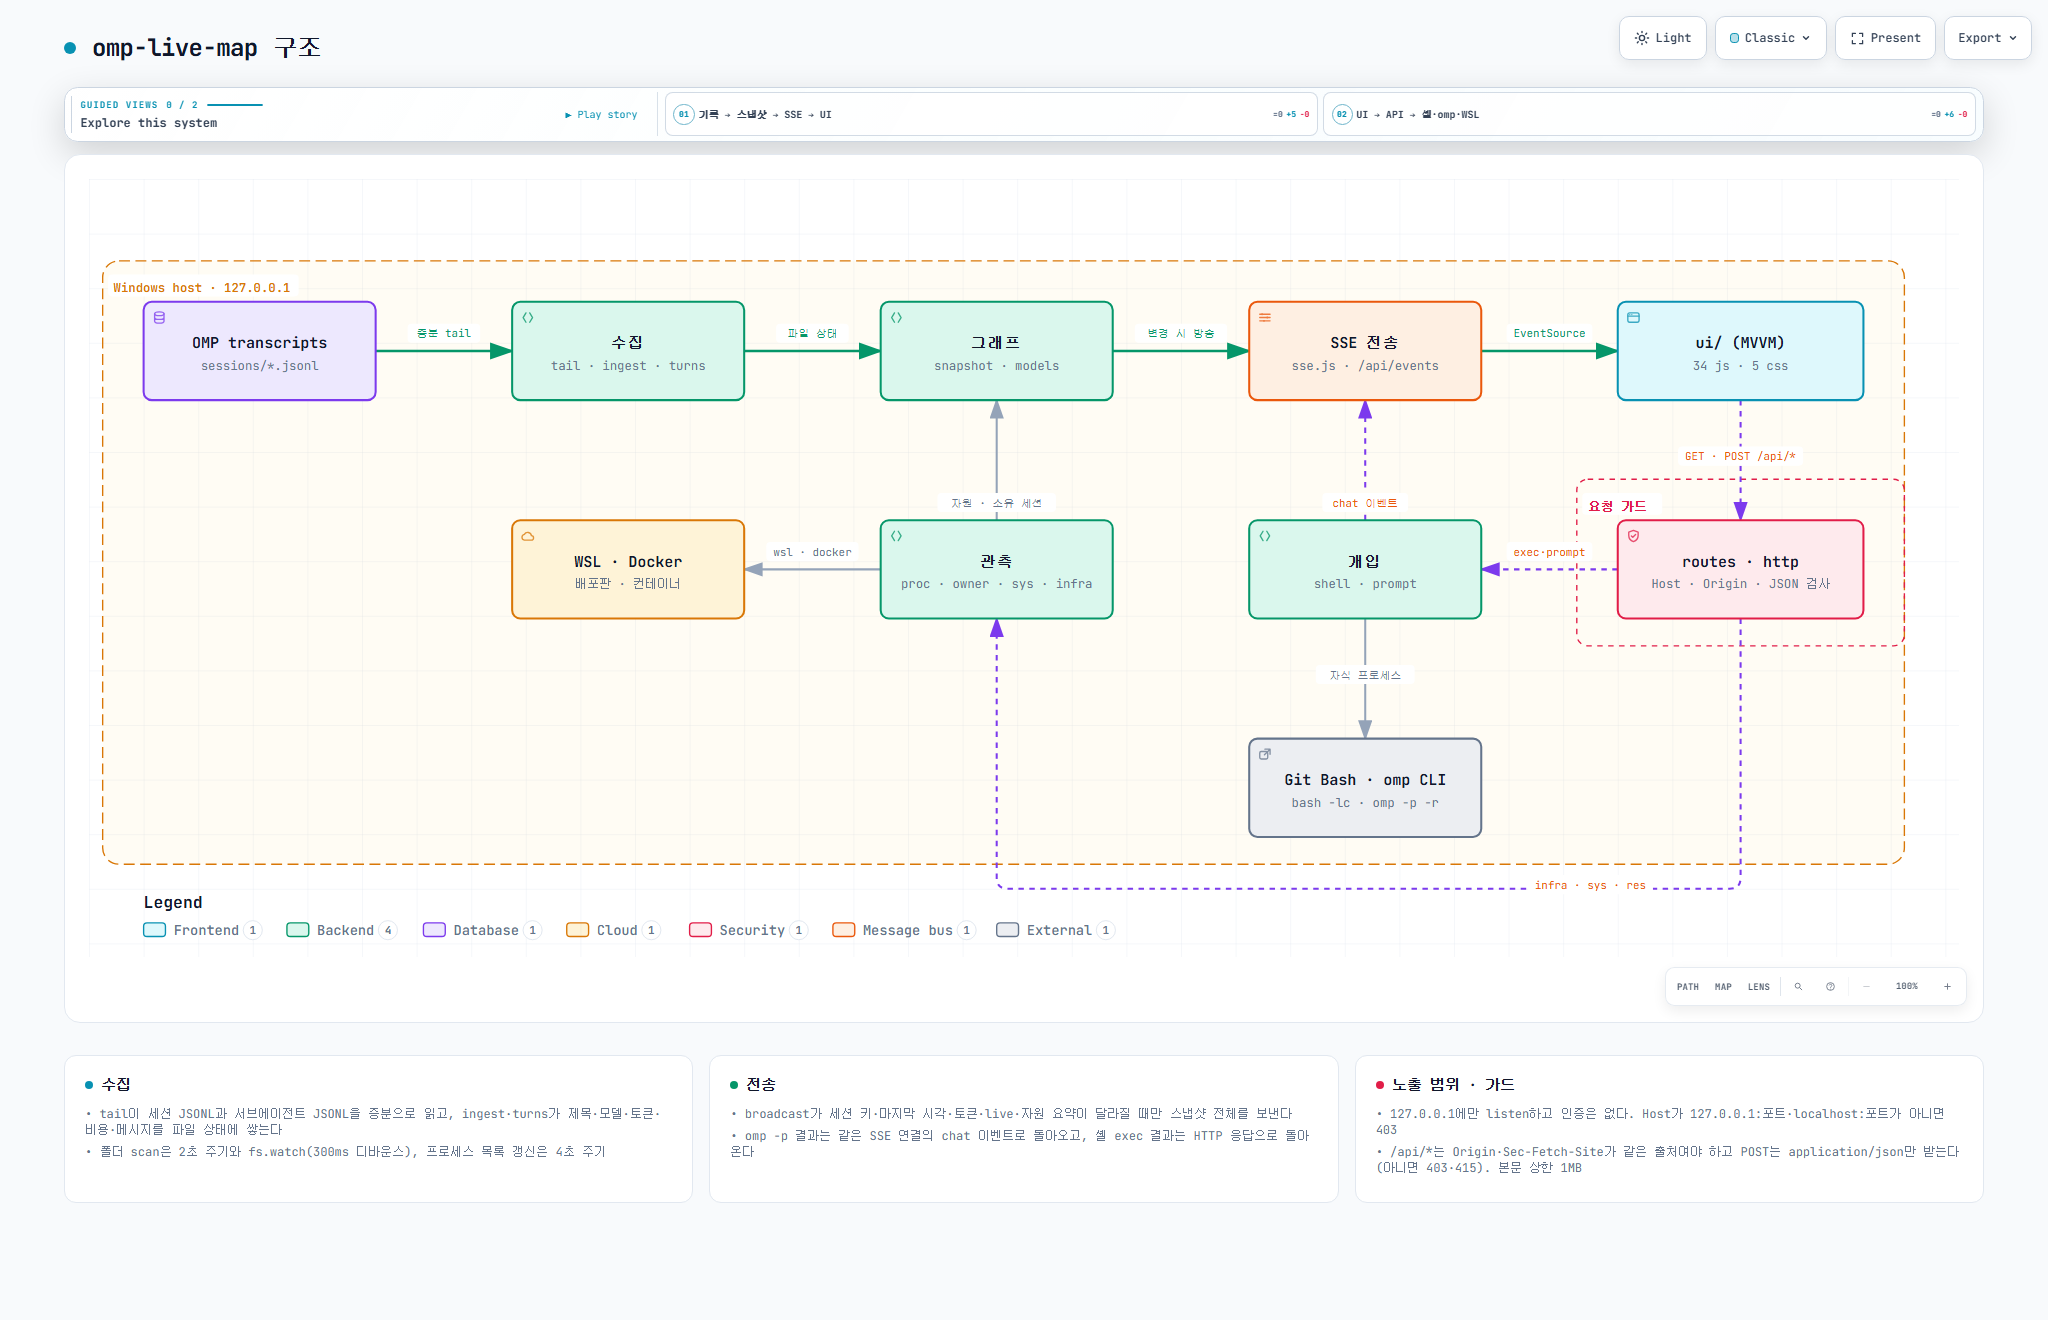 omp-live-map 구조
Light
Classic
Present
Export
GUIDED VIEWS 0 / 2
Explore this system
▶ Play story
01 기록 → 스냅샷 → SSE → UI
=0 +5 -0
02 UI → API → 셸·omp·WSL
=0 +6 -0
Windows host · 127.0.0.1
OMP transcripts
sessions/*.jsonl
증분 tail
수집
tail · ingest · turns
파일 상태
그래프
snapshot · models
변경 시 방송
SSE 전송
sse.js · /api/events
EventSource
ui/ (MVVM)
34 js · 5 css
GET · POST /api/*
자원 · 소유 세션
chat 이벤트
요청 가드
WSL · Docker
배포판 · 컨테이너
wsl · docker
관측
proc · owner · sys · infra
개입
shell · prompt
exec·prompt
routes · http
Host · Origin · JSON 검사
자식 프로세스
Git Bash · omp CLI
bash -lc · omp -p -r
infra · sys · res
Legend
Frontend 1
Backend 4
Database 1
Cloud 1
Security 1
Message bus 1
External 1
PATH MAP LENS
− 100% +
수집
• tail이 세션 JSONL과 서브에이전트 JSONL을 증분으로 읽고, ingest·turns가 제목·모델·토큰·
비용·메시지를 파일 상태에 쌓는다
• 폴더 scan은 2초 주기와 fs.watch(300ms 디바운스), 프로세스 목록 갱신은 4초 주기
전송
• broadcast가 세션 키·마지막 시각·토큰·live·자원 요약이 달라질 때만 스냅샷 전체를 보낸다
• omp -p 결과는 같은 SSE 연결의 chat 이벤트로 돌아오고, 셸 exec 결과는 HTTP 응답으로 돌아
온다
노출 범위 · 가드
• 127.0.0.1에만 listen하고 인증은 없다. Host가 127.0.0.1:포트·localhost:포트가 아니면
403
• /api/*는 Origin·Sec-Fetch-Site가 같은 출처여야 하고 POST는 application/json만 받는다
(아니면 403·415). 본문 상한 1MB